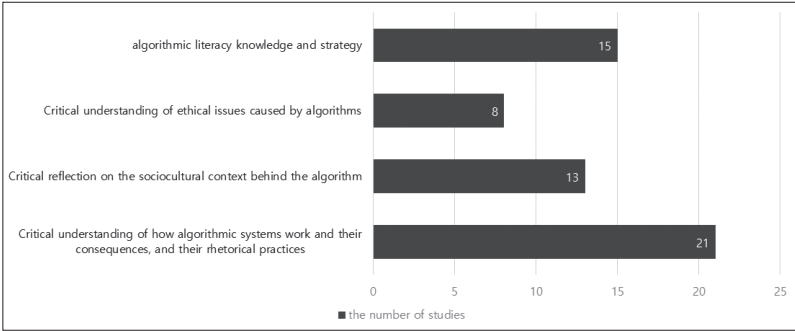 algorithmic literacy knowledge and strategy
15
Critical understanding of ethical issues caused by algorithms
8
Critical reflection on the sociocultural context behind the algorithm
13
Critical understanding of how algorithmic systems work and their
consequences, and their rhetorical practices
21
0 5 10 15 20 25
the number of studies